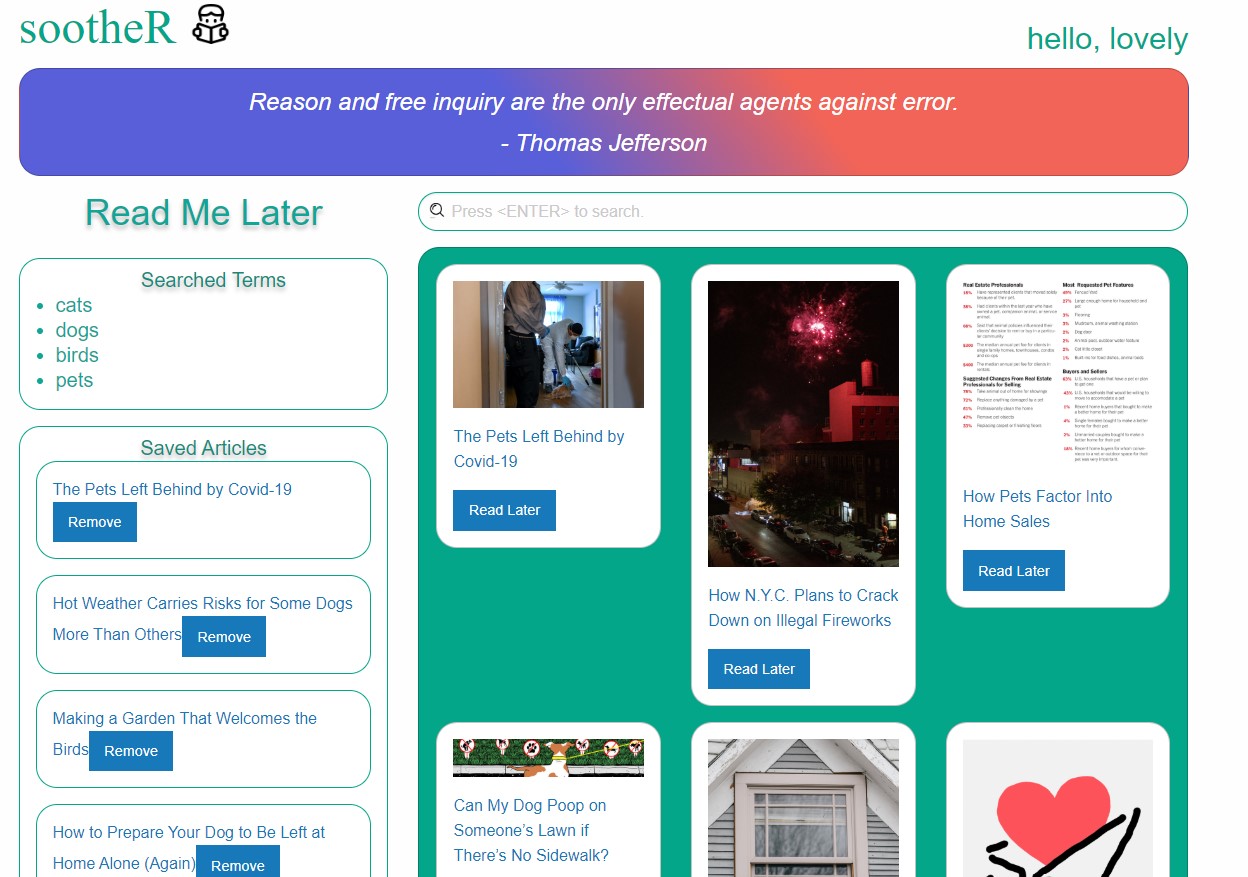 sootheR
hello, lovely
Reason and free inquiry are the only effectual agents against error.
- Thomas Jefferson
Read Me Later
Searched Terms
cats
dogs
birds
pets
Saved Articles
The Pets Left Behind by Covid-19
Remove
Hot Weather Carries Risks for Some Dogs
More Than Others Remove
Making a Garden That Welcomes the
Birds Remove
How to Prepare Your Dog to Be Left at
Home Alone (Again) Remove
Press <ENTER> to search.
The Pets Left Behind by
Covid-19
Read Later
How N.Y.C. Plans to Crack
Down on Illegal Fireworks
Read Later
Real Estate Professionals
Suggested Changes From Real Estate
Professionals for Selling
Most Requested Pet Features
Buyers and Sellers
How Pets Factor Into
Home Sales
Read Later
Can My Dog Poop on
Someone’s Lawn if
There’s No Sidewalk?